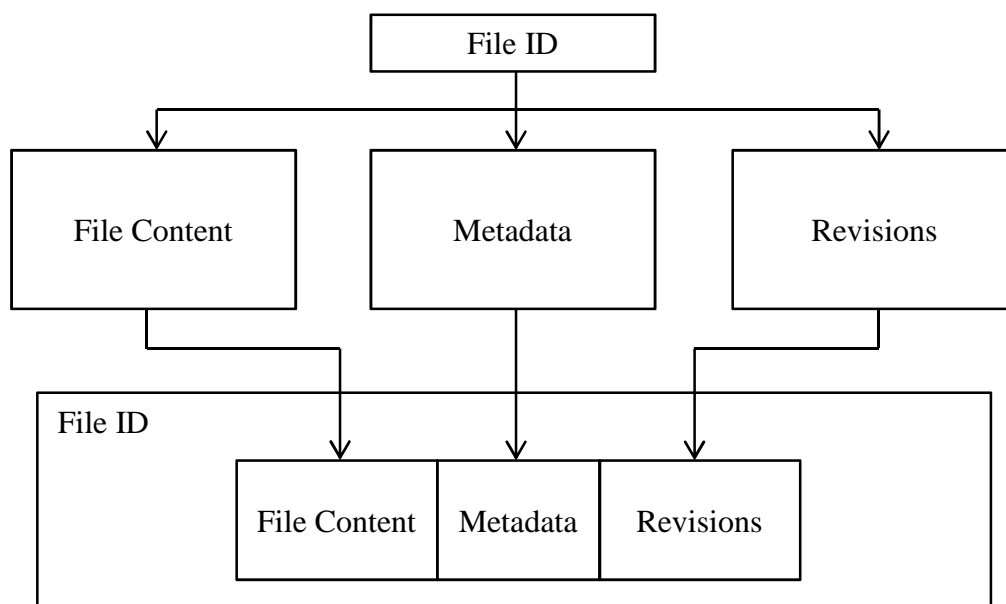 File ID
File Content
Metadata
Revisions
File ID
File Content
Metadata
Revisions